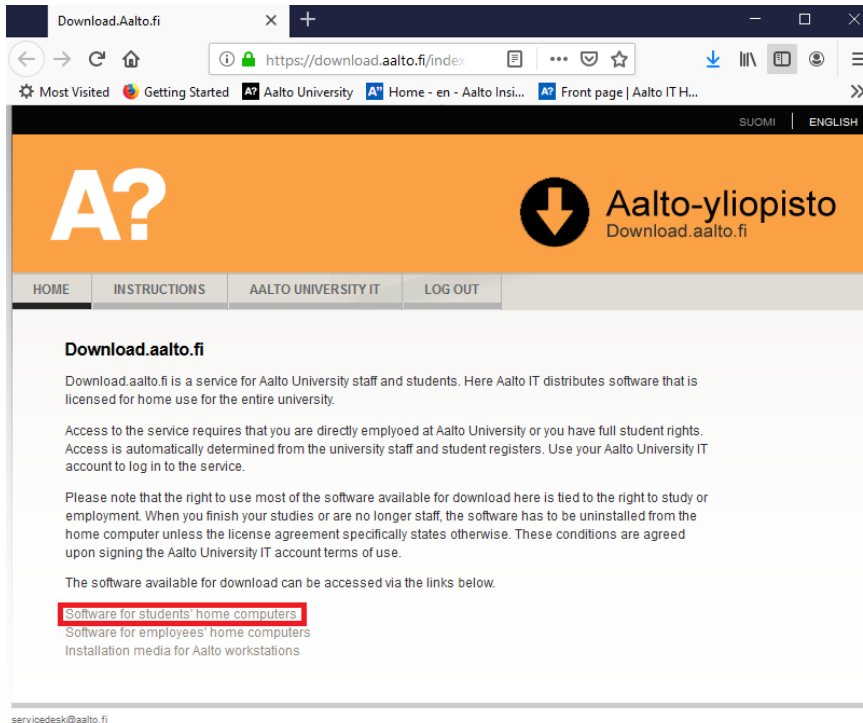 Download.Aalto.fi
https://download.aalto.fi/index
Most Visited Getting Started A? Aalto University A" Home - en - Aalto Insi... A? Front page | Aalto IT H...
SUOMI ENGLISH
A?
Aalto-yliopisto
Download.aalto.fi
HOME INSTRUCTIONS AALTO UNIVERSITY IT LOG OUT
Download.aalto.fi
Download.aalto.fi is a service for Aalto University staff and students. Here Aalto IT distributes software that is
licensed for home use for the entire university.
Access to the service requires that you are directly emplyoed at Aalto University or you have full student rights.
Access is automatically determined from the university staff and student registers. Use your Aalto University IT
account to log in to the service.
Please note that the right to use most of the software available for download here is tied to the right to study or
employment. When you finish your studies or are no longer staff, the software has to be uninstalled from the
home computer unless the license agreement specifically states otherwise. These conditions are agreed
upon signing the Aalto University IT account terms of use.
The software available for download can be accessed via the links below.
Software for students' home computers
Software for employees' home computers
Installation media for Aalto workstations
servicedesk@aalto.fi